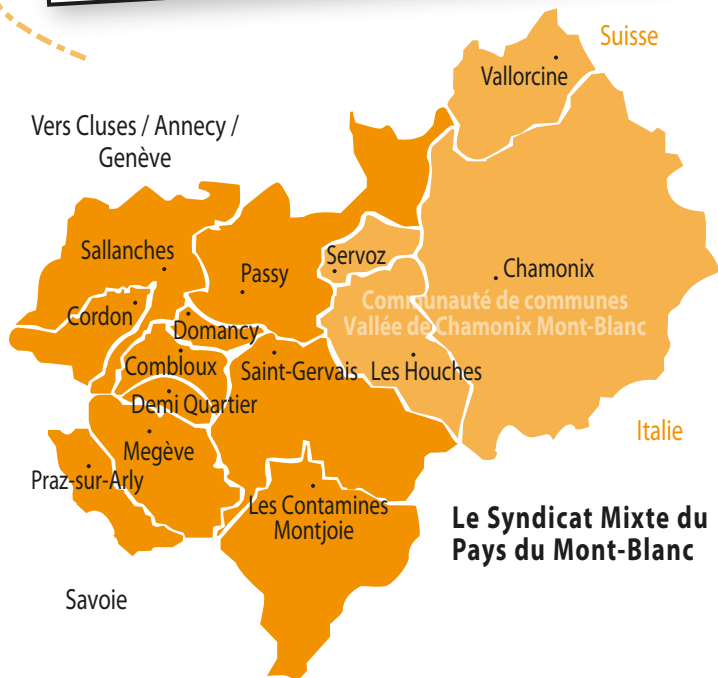 Suisse
Vallorcine
Vers Cluses / Annecy /
Genève
Sallanches
Servoz
Passy
Chamonix
Communauté de communes
Vallée de Chamonix Mont-Blanc
Cordon
Domancy
Combloux
Saint-Gervais
Les Houches
Demi Quartier
Megève
Italie
Praz-sur-Arly
Les Contamines
Montjoie
Le Syndicat Mixte du
Pays du Mont-Blanc
Savoie